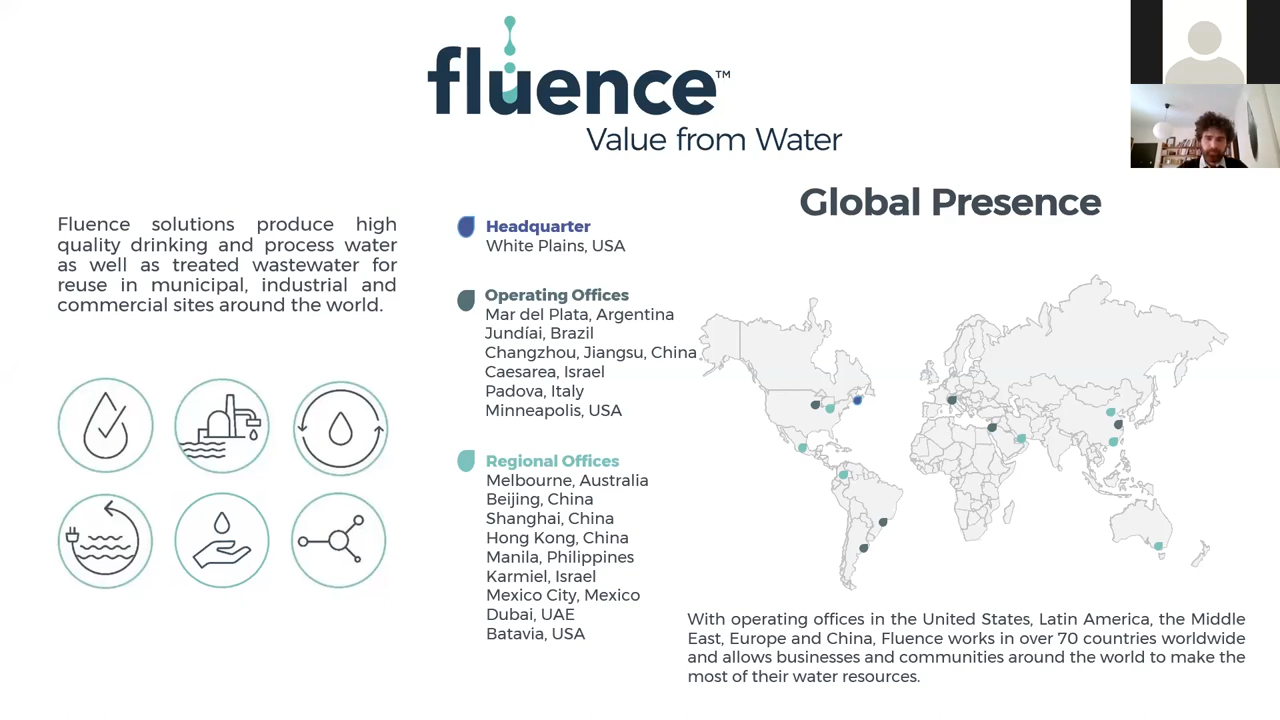 fluence™
Value from Water
Global Presence
Fluence solutions produce high
quality drinking and process water
as well as treated wastewater for
reuse in municipal, industrial and
commercial sites around the world.
Headquarter
White Plains, USA
Operating Offices
Mar del Plata, Argentina
Jundíai, Brazil
Changzhou, Jiangsu, China
Caesarea, Israel
Padova, Italy
Minneapolis, USA
Regional Offices
Melbourne, Australia
Beijing, China
Shanghai, China
Hong Kong, China
Manila, Philippines
Karmiel, Israel
Mexico City, Mexico
Dubai, UAE
Batavia, USA
With operating offices in the United States, Latin America, the Middle
East, Europe and China, Fluence works in over 70 countries worldwide
and allows businesses and communities around the world to make the
most of their water resources.